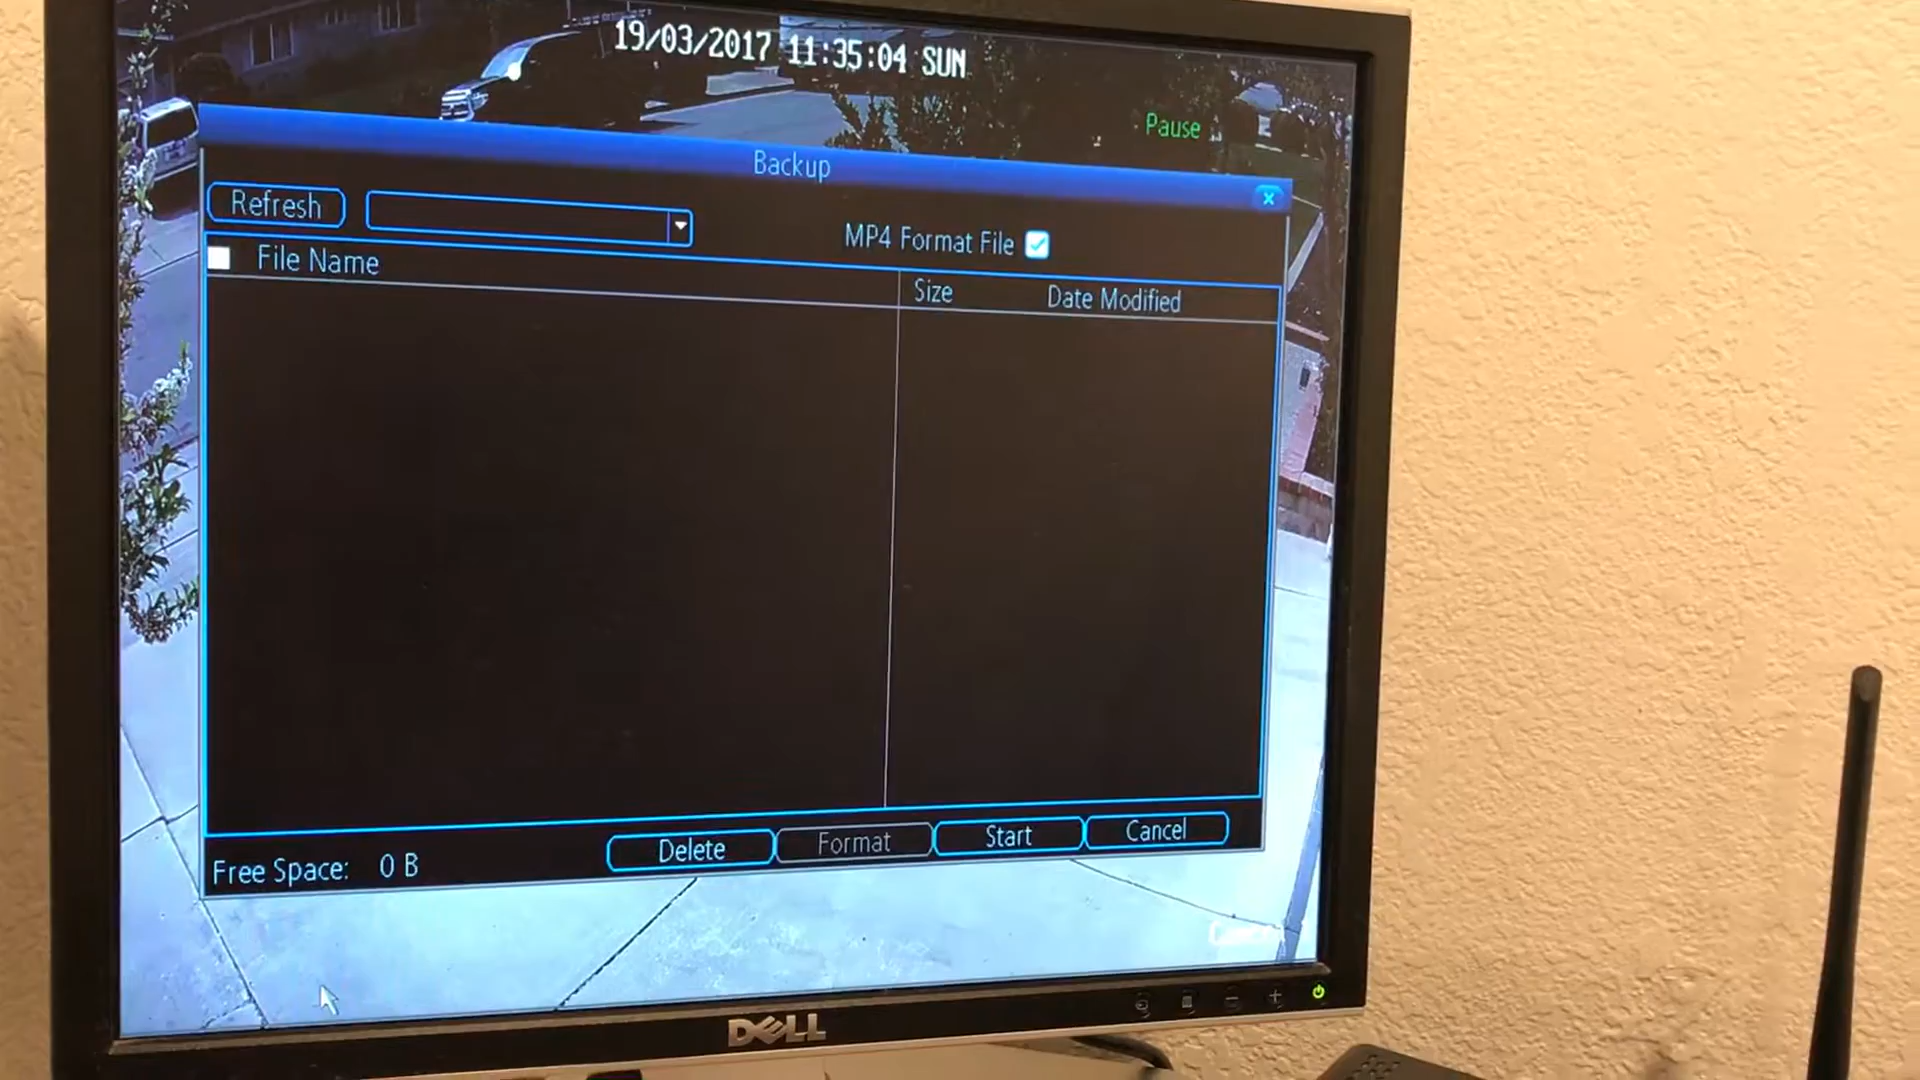 19/03/2017 11:35:04 SUN
Pause
Backup
Refresh
MP4 Format File
File Name
Size
Date Modified
Free Space: 0 B
Delete
Format
Start
Cancel
DELL